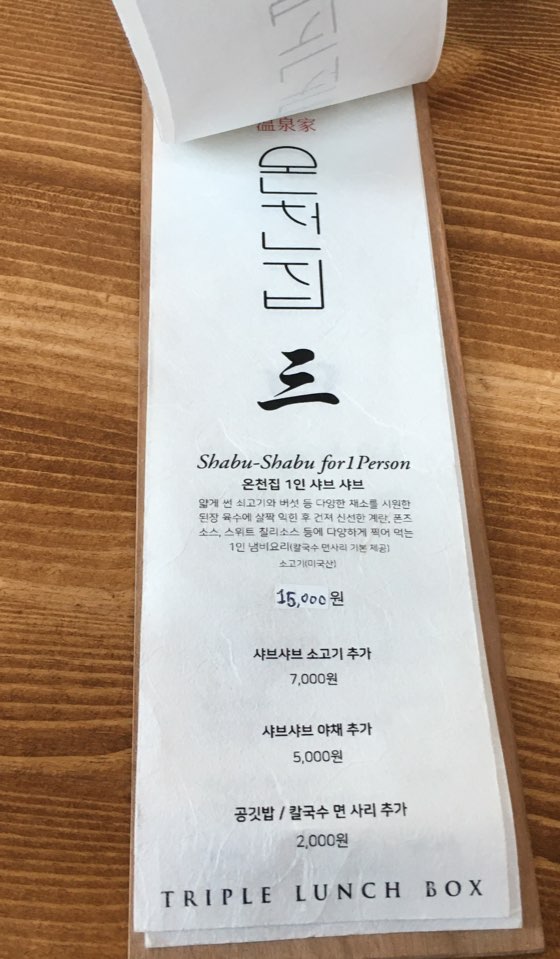 溫泉家
온천집
三
Shabu-Shabu for 1 Person
온천집 1인 샤브 샤브
얇게 썬 쇠고기와 버섯 등 다양한 채소를 시원한
된장 육수에 살짝 익힌 후 건져 신선한 계란, 폰즈
소스, 스위트 칠리소스 등에 다양하게 찍어 먹는
1인 냄비요리(칼국수 면사리 기본 제공)
소고기(미국산)
15,000원
샤브샤브 소고기 추가
7,000원
샤브샤브 야채 추가
5,000원
공깃밥 / 칼국수 면 사리 추가
2,000원
TRIPLE LUNCH BOX